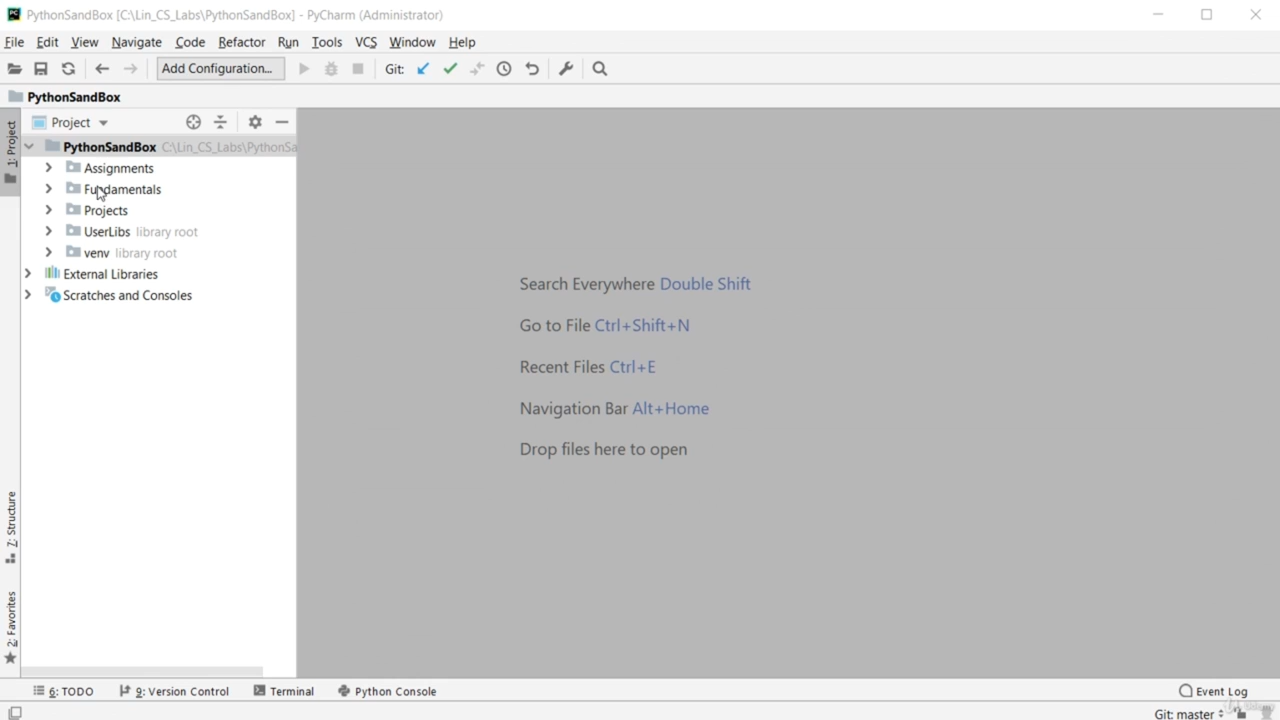 PythonSandBox [C:\Lin_CS_Labs\PythonSandBox] - PyCharm (Administrator)
File Edit View Navigate Code Refactor Run Tools VCS Window Help
Add Configuration... Git:
PythonSandBox
1: Project
Project
PythonSandBox C:\Lin_CS_Labs\PythonSa
Assignments
Fundamentals
Projects
UserLibs library root
venv library root
External Libraries
Scratches and Consoles
Search Everywhere Double Shift
Go to File Ctrl+Shift+N
Recent Files Ctrl+E
Navigation Bar Alt+Home
Drop files here to open
Z: Structure
2: Favorites
6: TODO 9: Version Control Terminal Python Console Event Log
Git: master